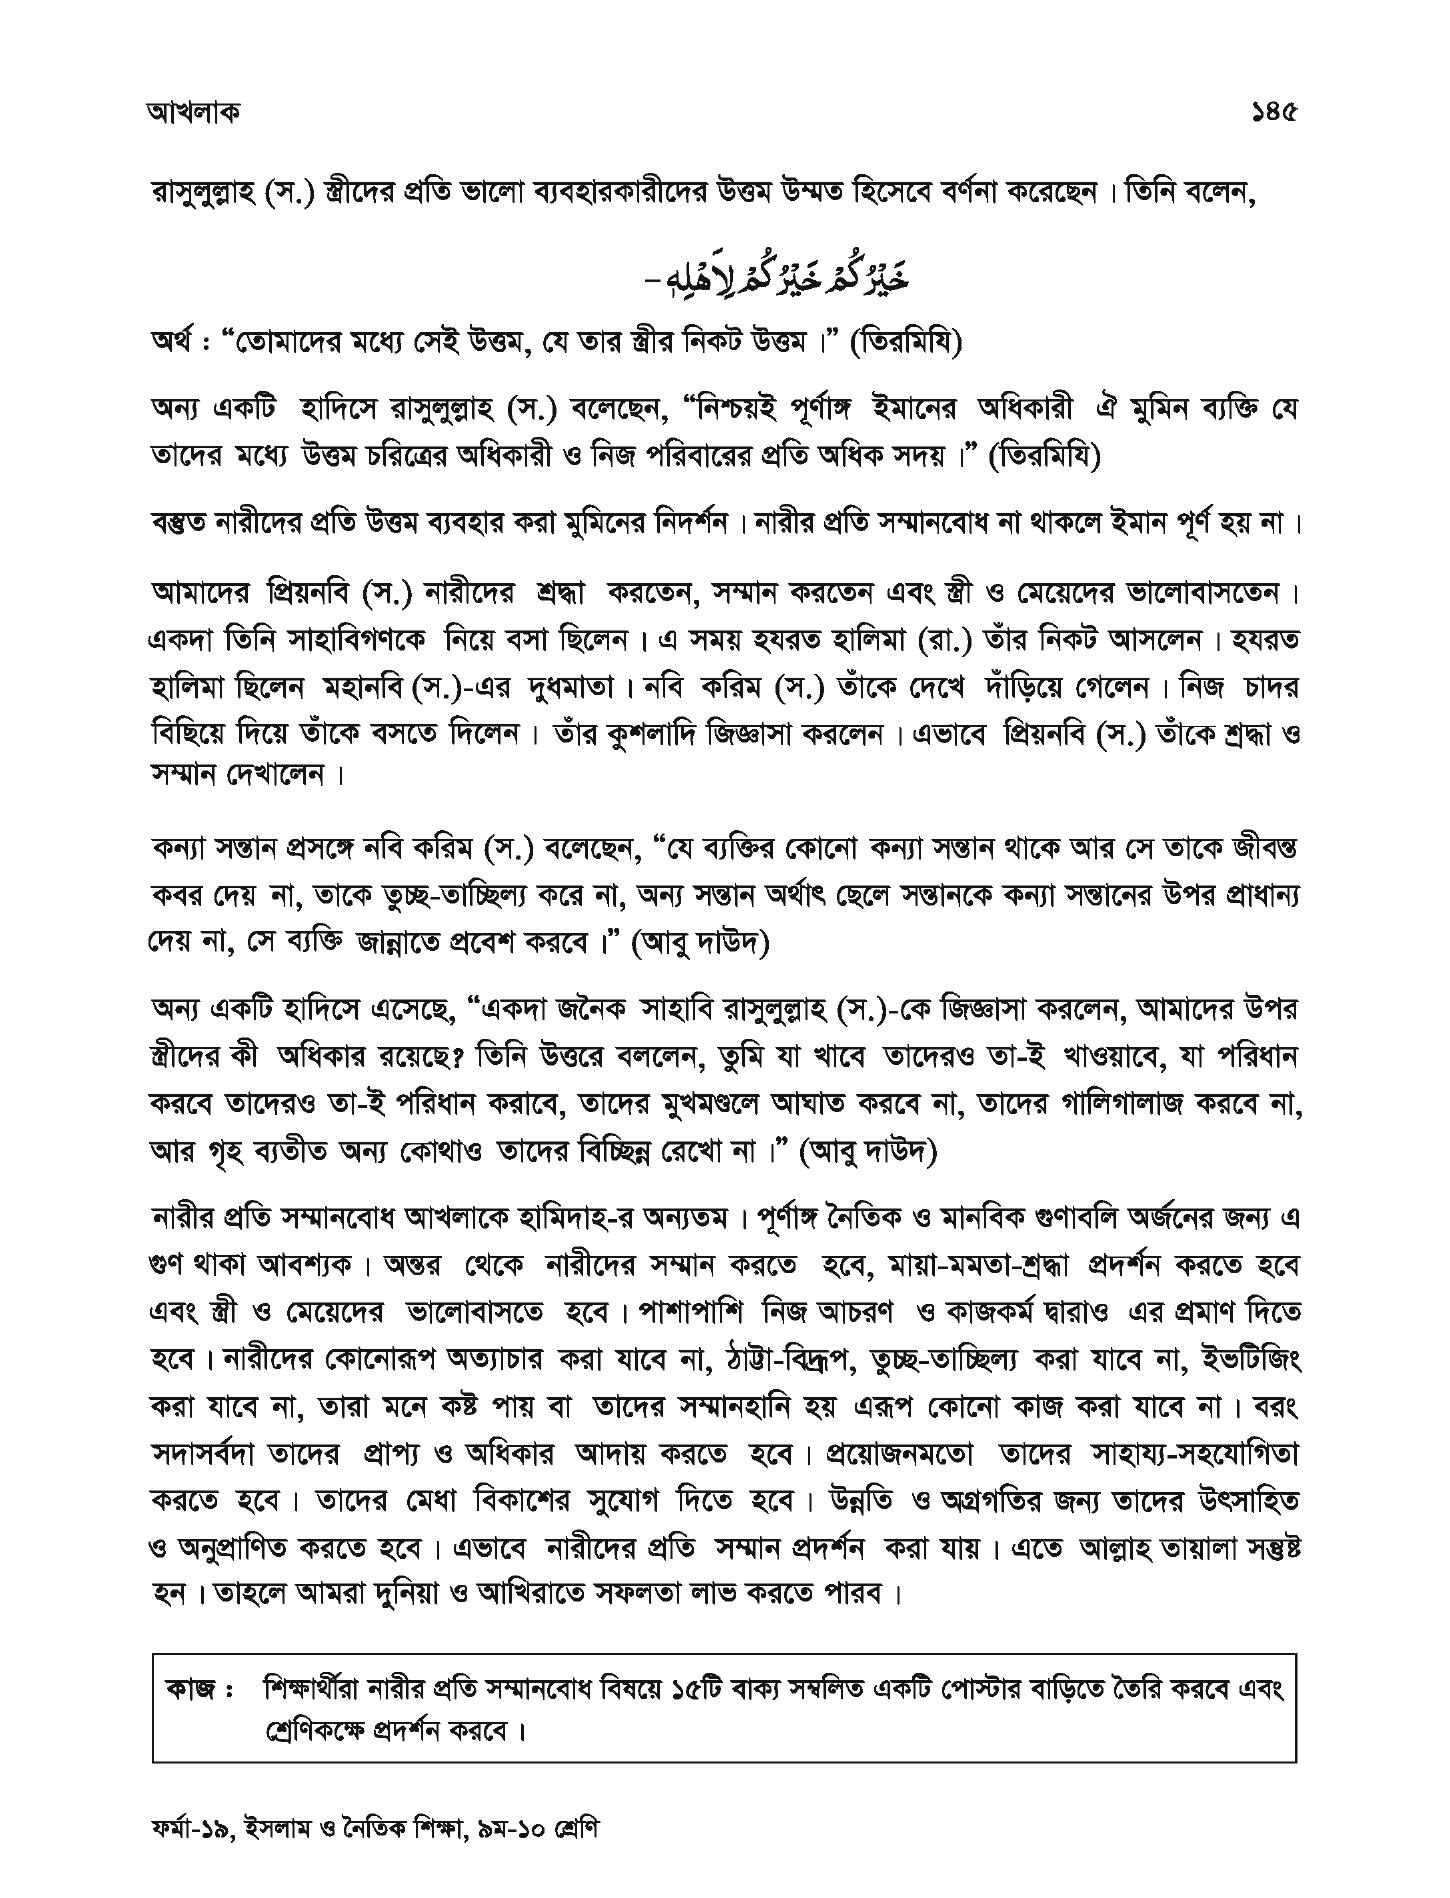 আখলাক
১৪৫
রাসুলুল্লাহ (স.) স্ত্রীদের প্রতি ভালো ব্যবহারকারীদের উত্তম উম্মত হিসেবে বর্ণনা করেছেন । তিনি বলেন,
خَيْرُكُمْ خَيْرُكُمْ لِاَهْلِهٖ -
অর্থ : “তোমাদের মধ্যে সেই উত্তম, যে তার স্ত্রীর নিকট উত্তম ।” (তিরমিযি)
অন্য একটি হাদিসে রাসুলুল্লাহ (স.) বলেছেন, “নিশ্চয়ই পূর্ণাঙ্গ ইমানের অধিকারী ঐ মুমিন ব্যক্তি যে
তাদের মধ্যে উত্তম চরিত্রের অধিকারী ও নিজ পরিবারের প্রতি অধিক সদয় ।” (তিরমিযি)
বস্তুত নারীদের প্রতি উত্তম ব্যবহার করা মুমিনের নিদর্শন । নারীর প্রতি সম্মানবোধ না থাকলে ইমান পূর্ণ হয় না ।
আমাদের প্রিয়নবি (স.) নারীদের শ্রদ্ধা করতেন, সম্মান করতেন এবং স্ত্রী ও মেয়েদের ভালোবাসতেন ।
একদা তিনি সাহাবিগণকে নিয়ে বসা ছিলেন । এ সময় হযরত হালিমা (রা.) তাঁর নিকট আসলেন । হযরত
হালিমা ছিলেন মহানবি (স.)-এর দুধমাতা । নবি করিম (স.) তাঁকে দেখে দাঁড়িয়ে গেলেন । নিজ চাদর
বিছিয়ে দিয়ে তাঁকে বসতে দিলেন । তাঁর কুশলাদি জিজ্ঞাসা করলেন । এভাবে প্রিয়নবি (স.) তাঁকে শ্রদ্ধা ও
সম্মান দেখালেন ।
কন্যা সন্তান প্রসঙ্গে নবি করিম (স.) বলেছেন, “যে ব্যক্তির কোনো কন্যা সন্তান থাকে আর সে তাকে জীবন্ত
কবর দেয় না, তাকে তুচ্ছ-তাচ্ছিল্য করে না, অন্য সন্তান অর্থাৎ ছেলে সন্তানকে কন্যা সন্তানের উপর প্রাধান্য
দেয় না, সে ব্যক্তি জান্নাতে প্রবেশ করবে ।” (আবু দাউদ)
অন্য একটি হাদিসে এসেছে, “একদা জনৈক সাহাবি রাসুলুল্লাহ (স.)-কে জিজ্ঞাসা করলেন, আমাদের উপর
স্ত্রীদের কী অধিকার রয়েছে? তিনি উত্তরে বললেন, তুমি যা খাবে তাদেরও তা-ই খাওয়াবে, যা পরিধান
করবে তাদেরও তা-ই পরিধান করাবে, তাদের মুখমণ্ডলে আঘাত করবে না, তাদের গালিগালাজ করবে না,
আর গৃহ ব্যতীত অন্য কোথাও তাদের বিচ্ছিন্ন রেখো না ।” (আবু দাউদ)
নারীর প্রতি সম্মানবোধ আখলাকে হামিদাহ-র অন্যতম । পূর্ণাঙ্গ নৈতিক ও মানবিক গুণাবলি অর্জনের জন্য এ
গুণ থাকা আবশ্যক । অন্তর থেকে নারীদের সম্মান করতে হবে, মায়া-মমতা-শ্রদ্ধা প্রদর্শন করতে হবে
এবং স্ত্রী ও মেয়েদের ভালোবাসতে হবে । পাশাপাশি নিজ আচরণ ও কাজকর্ম দ্বারাও এর প্রমাণ দিতে
হবে । নারীদের কোনোরূপ অত্যাচার করা যাবে না, ঠাট্টা-বিদ্রূপ, তুচ্ছ-তাচ্ছিল্য করা যাবে না, ইভটিজিং
করা যাবে না, তারা মনে কষ্ট পায় বা তাদের সম্মানহানি হয় এরূপ কোনো কাজ করা যাবে না । বরং
সদাসর্বদা তাদের প্রাপ্য ও অধিকার আদায় করতে হবে । প্রয়োজনমতো তাদের সাহায্য-সহযোগিতা
করতে হবে । তাদের মেধা বিকাশের সুযোগ দিতে হবে । উন্নতি ও অগ্রগতির জন্য তাদের উৎসাহিত
ও অনুপ্রাণিত করতে হবে । এভাবে নারীদের প্রতি সম্মান প্রদর্শন করা যায় । এতে আল্লাহ তায়ালা সন্তুষ্ট
হন । তাহলে আমরা দুনিয়া ও আখিরাতে সফলতা লাভ করতে পারব ।
কাজ : শিক্ষার্থীরা নারীর প্রতি সম্মানবোধ বিষয়ে ১৫টি বাক্য সম্বলিত একটি পোস্টার বাড়িতে তৈরি করবে এবং
শ্রেণিকক্ষে প্রদর্শন করবে ।
ফর্মা-১৯, ইসলাম ও নৈতিক শিক্ষা, ৯ম-১০ শ্রেণি